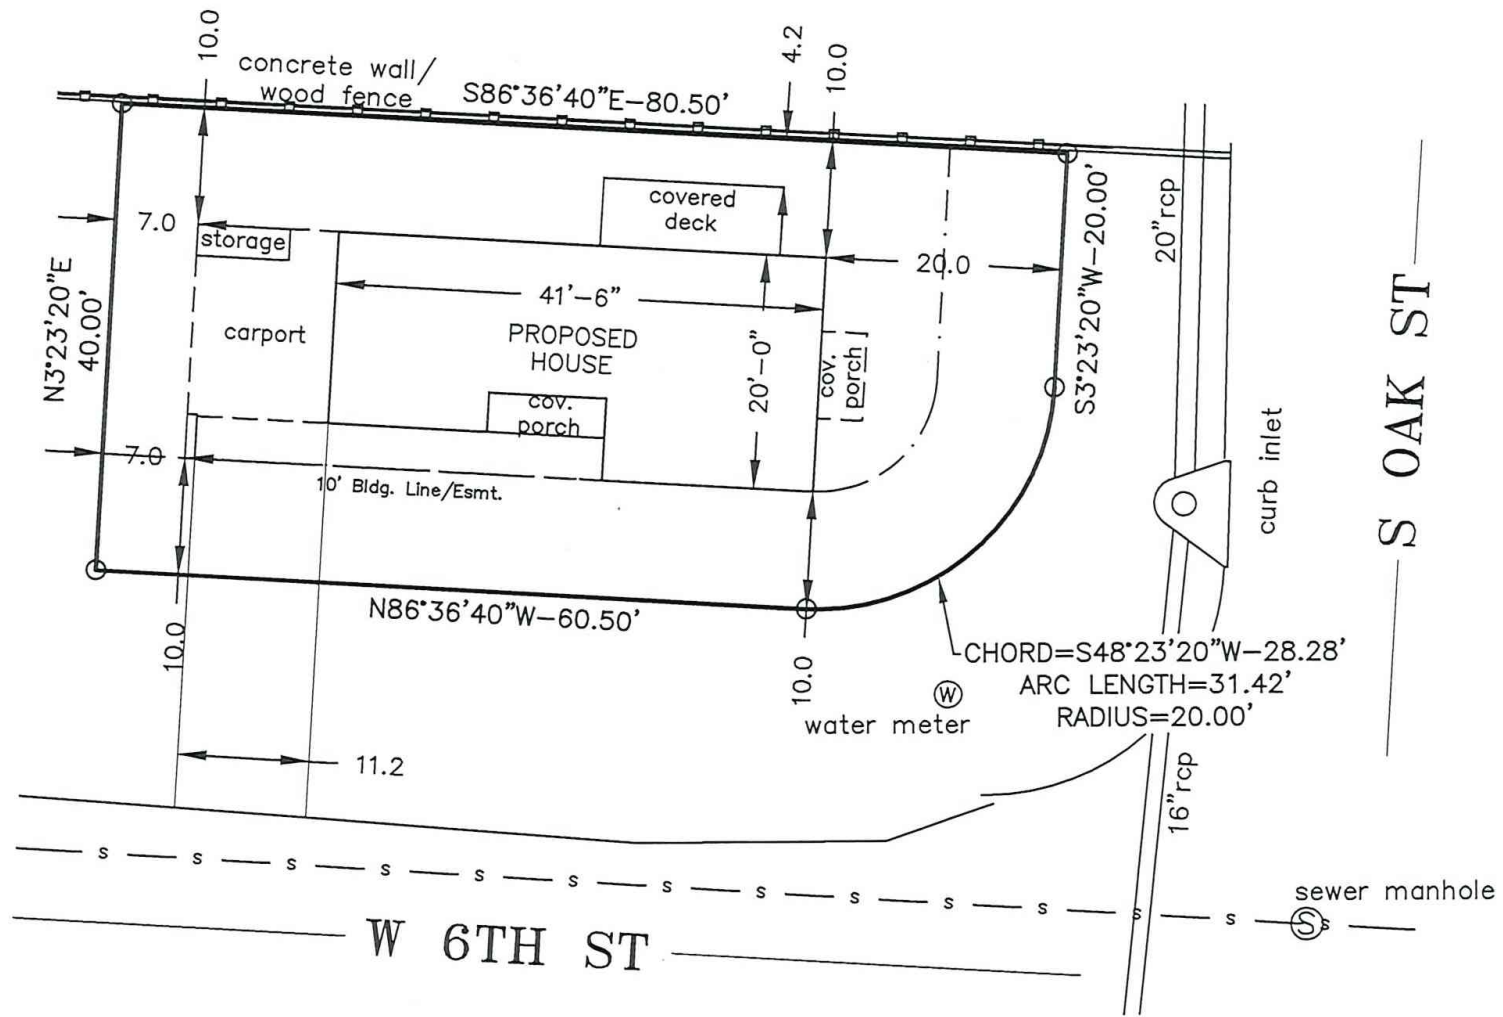 10.0
concrete wall/
wood fence
S86°36'40"E-80.50'
4.2
10.0
7.0
storage
covered
deck
20.0
S3°23'20"W-20.00'
20"rcp
N3°23'20"E
40.00'
41'-6"
carport
PROPOSED
HOUSE
20'-0"
cov.
porch
cov.
porch
7.0
10' Bldg. Line/Esmt.
curb inlet
S OAK ST
N86°36'40"W-60.50'
10.0
10.0
CHORD=S48°23'20"W-28.28'
ARC LENGTH=31.42'
RADIUS=20.00'
W
water meter
11.2
16"rcp
s s s s s s s s s s s s s
sewer manhole
S s
W 6TH ST